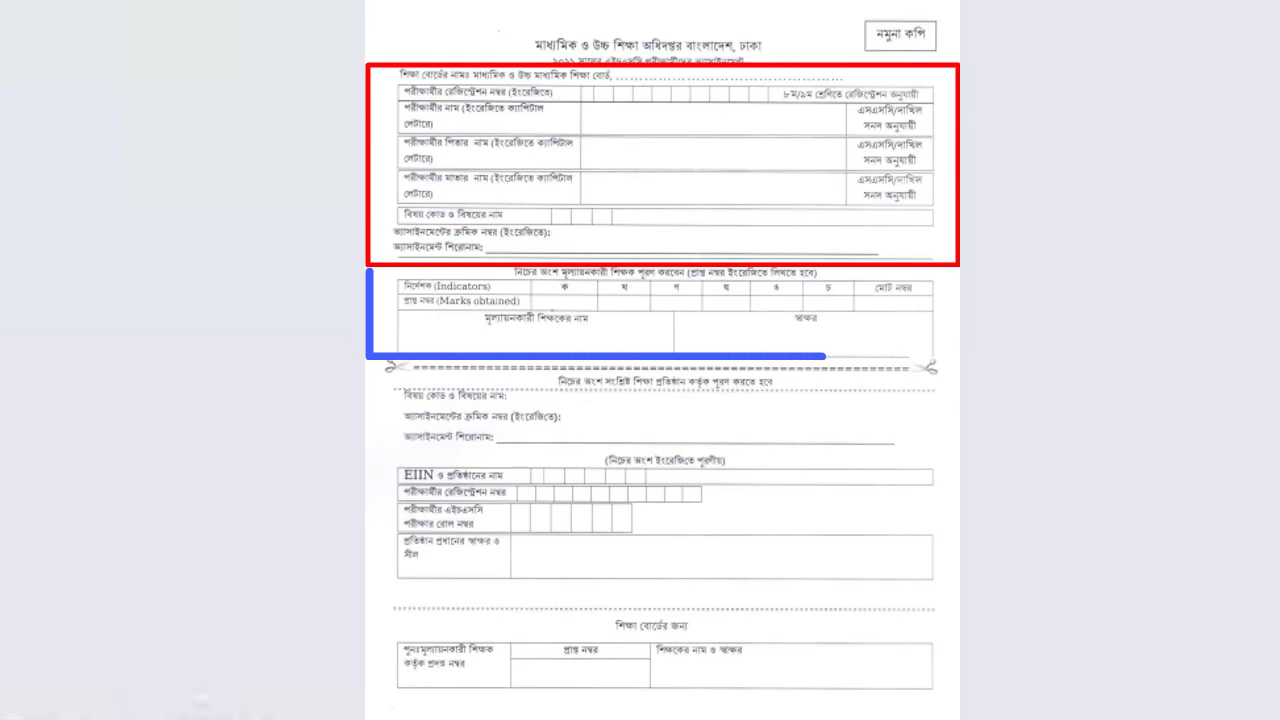 নমুনা কপি
মাধ্যমিক ও উচ্চ শিক্ষা অধিদপ্তর বাংলাদেশ, ঢাকা
২০২১ সালের এইচএসসি পরীক্ষার্থীদের অ্যাসাইনমেন্ট
শিক্ষা বোর্ডের নামঃ মাধ্যমিক ও উচ্চ মাধ্যমিক শিক্ষা বোর্ড, ......................................................
পরীক্ষার্থীর রেজিস্ট্রেশন নম্বর (ইংরেজিতে) ৮ম/৯ম শ্রেণিতে রেজিস্ট্রেশন অনুযায়ী
পরীক্ষার্থীর নাম (ইংরেজিতে ক্যাপিটাল লেটারে) এসএসসি/দাখিল সনদ অনুযায়ী
পরীক্ষার্থীর পিতার নাম (ইংরেজিতে ক্যাপিটাল লেটারে) এসএসসি/দাখিল সনদ অনুযায়ী
পরীক্ষার্থীর মাতার নাম (ইংরেজিতে ক্যাপিটাল লেটারে) এসএসসি/দাখিল সনদ অনুযায়ী
বিষয় কোড ও বিষয়ের নাম
অ্যাসাইনমেন্টের ক্রমিক নম্বর (ইংরেজিতে):
অ্যাসাইনমেন্ট শিরোনাম:
নিচের অংশ মূল্যায়নকারী শিক্ষক পূরণ করবেন (প্রাপ্ত নম্বর ইংরেজিতে লিখতে হবে)
নির্দেশক (Indicators) ক খ গ ঘ ঙ চ মোট নম্বর
প্রাপ্ত নম্বর (Marks obtained)
মূল্যায়নকারী শিক্ষকের নাম স্বাক্ষর
নিচের অংশ সংশ্লিষ্ট শিক্ষা প্রতিষ্ঠান কর্তৃক পূরণ করতে হবে
বিষয় কোড ও বিষয়ের নাম:
অ্যাসাইনমেন্টের ক্রমিক নম্বর (ইংরেজিতে):
অ্যাসাইনমেন্ট শিরোনাম:
(নিচের অংশ ইংরেজিতে পূরণীয়)
EIIN ও প্রতিষ্ঠানের নাম
পরীক্ষার্থীর রেজিস্ট্রেশন নম্বর
পরীক্ষার্থীর এইচএসসি
পরীক্ষার রোল নম্বর
প্রতিষ্ঠান প্রধানের স্বাক্ষর ও
সীল
শিক্ষা বোর্ডের জন্য
পুনঃমূল্যায়নকারী শিক্ষক কর্তৃক প্রদত্ত নম্বর প্রাপ্ত নম্বর শিক্ষকের নাম ও স্বাক্ষর